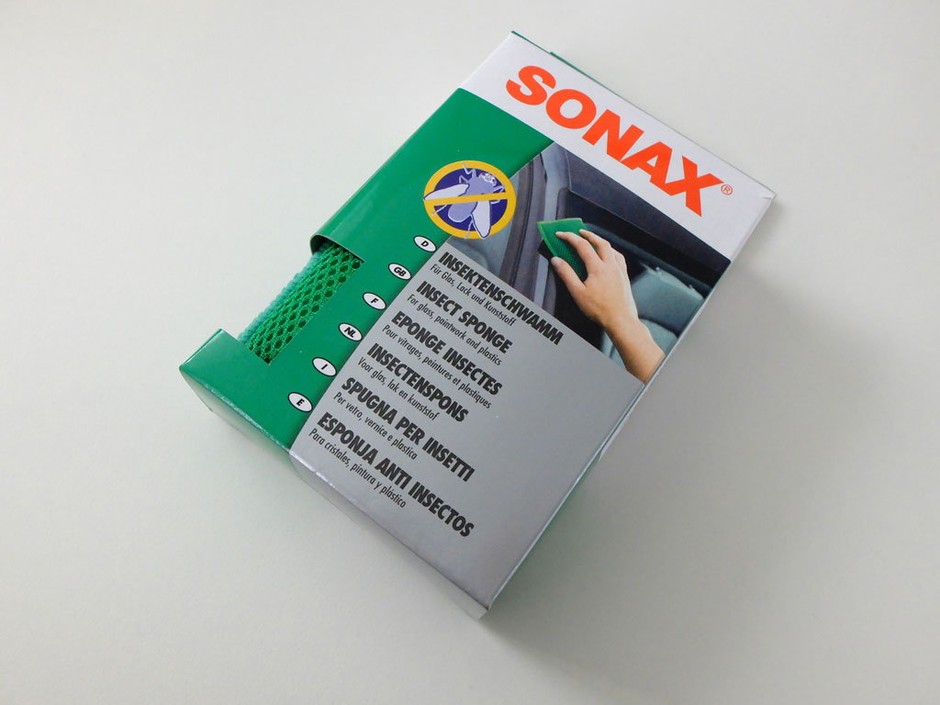 SONAX®
D
INSEKTENSCHWAMM
Für Glas, Lack und Kunststoff
GB
INSECT SPONGE
For glass, paintwork and plastics
F
EPONGE INSECTES
Pour vitrages, peintures et plastiques
NL
INSECTENSPONS
Voor glas, lak en kunststof
I
SPUGNA PER INSETTI
Per vetro, vernice e plastica
E
ESPONJA ANTI INSECTOS
Para cristales, pintura y plástico